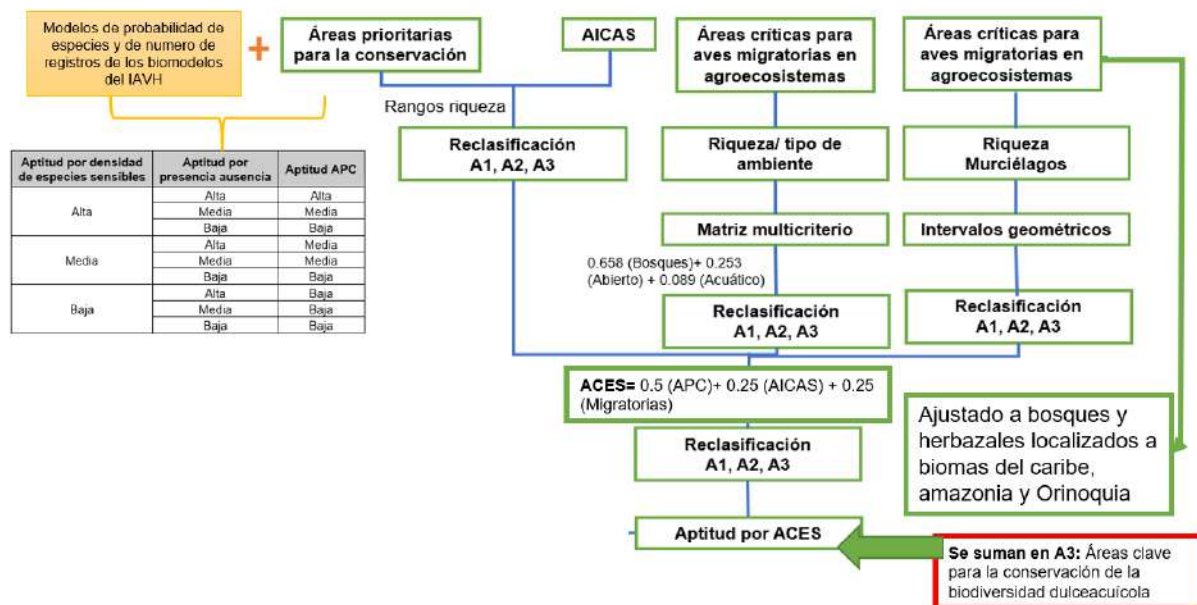 Modelos de probabilidad de
especies y de numero de
registros de los biomodelos
del IAVH
+
Áreas prioritarias
para la conservación
AICAS
Áreas críticas para
aves migratorias en
agroecosistemas
Áreas críticas para
aves migratorias en
agroecosistemas
Rangos riqueza
Reclasificación
A1, A2, A3
Riqueza/ tipo de
ambiente
Riqueza
Murciélagos
Aptitud por densidad
de especies sensibles
Aptitud por
presencia ausencia
Aptitud APC
Alta
Alta Alta
Media Media
Baja Baja
Media
Alta Media
Media Media
Baja Baja
Baja
Alta Baja
Media Baja
Baja Baja
Matriz multicriterio
Intervalos geométricos
0.658 (Bosques)+ 0.253
(Abierto) + 0.089 (Acuático)
Reclasificación
A1, A2, A3
Reclasificación
A1, A2, A3
ACES= 0.5 (APC)+ 0.25 (AICAS) + 0.25
(Migratorias)
Reclasificación
A1, A2, A3
Ajustado a bosques y
herbazales localizados a
biomas del caribe,
amazonia y Orinoquia
Aptitud por ACES
Se suman en A3: Áreas clave
para la conservación de la
biodiversidad dulceacuícola